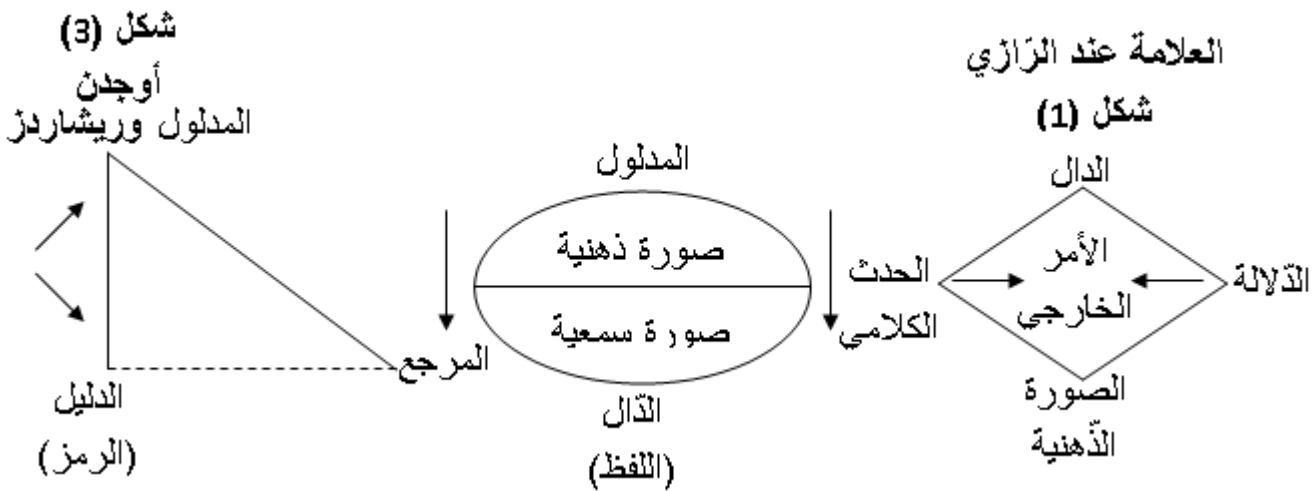 العلامة عند الرّازي
شكل (1)
الدال
الأمر
الخارجي
الدّلالة
الحدث
الكلامي
الصورة
الذّهنية
المدلول
صورة ذهنية
صورة سمعية
الدّال
(اللفظ)
شكل (3)
أوجدن
المدلول وريشاردز
المرجع
الدليل
(الرمز)